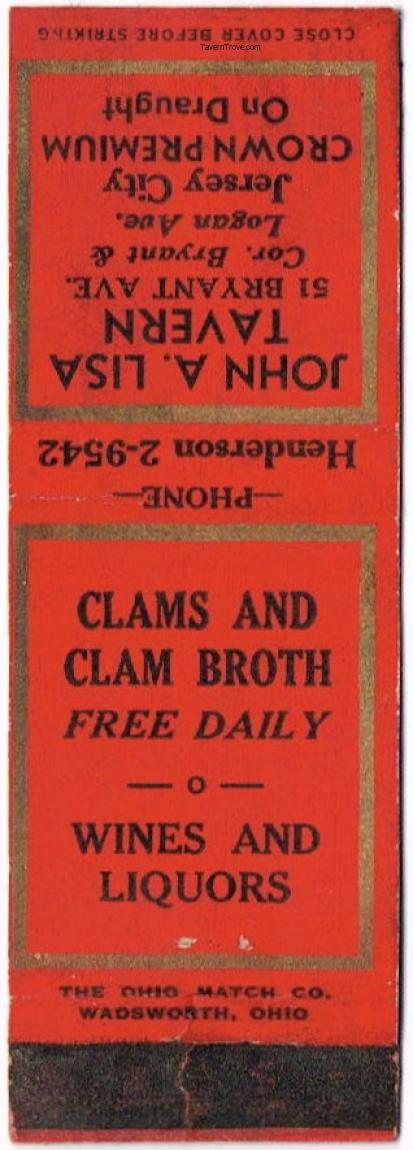 TavernTrove.com
CLOSE COVER BEFORE STRIKING
JOHN A. LISA
TAVERN
51 BRYANT AVE.
Cor. Bryant &
Logan Ave.
Jersey City
CROWN PREMIUM
On Draught
—PHONE—
Henderson 2-9542
CLAMS AND
CLAM BROTH
FREE DAILY
— o —
WINES AND
LIQUORS
THE OHIO MATCH CO.
WADSWORTH, OHIO